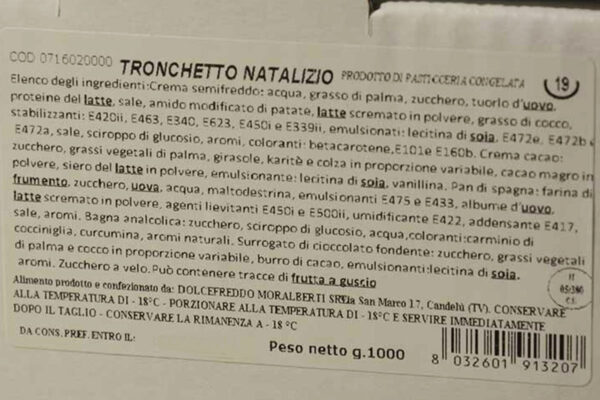 COD 0716020000 TRONCHETTO NATALIZIO PRODOTTO DI PASTICCERIA CONGELATA 19
Elenco degli ingredienti:Crema semifreddo: acqua, grasso di palma, zucchero, tuorlo d'uovo,
proteine del latte, sale, amido modificato di patate, latte scremato in polvere, grasso di cocco,
stabilizzanti: E420ii, E463, E340, E623, E450i e E339ii, emulsionati: lecitina di soia, E472e, E472b e
E472a, sale, sciroppo di glucosio, aromi, coloranti: betacarotene,E101e E160b. Crema cacao:
zucchero, grassi vegetali di palma, girasole, karitè e colza in proporzione variabile, cacao magro in
polvere, siero del latte in polvere, emulsionante: lecitina di soia, vanillina. Pan di spagna: farina di
frumento, zucchero, uova, acqua, maltodestrina, emulsionanti E475 e E433, albume d'uovo,
latte scremato in polvere, agenti lievitanti E450i e E500ii, umidificante E422, addensante E417,
sale, aromi. Bagna analcolica: zucchero, sciroppo di glucosio, acqua,coloranti:carminio di
cocciniglia, curcumina, aromi naturali. Surrogato di cioccolato fondente: zucchero, grassi vegetali
di palma e cocco in proporzione variabile, burro di cacao, emulsionanti:lecitina di soia,
aromi. Zucchero a velo.Può contenere tracce di frutta a guscio
Alimento prodotto e confezionato da: DOLCEFREDDO MORALBERTI SRL Via San Marco 17, Candelù (TV). CONSERVARE
ALLA TEMPERATURA DI - 18°C - PORZIONARE ALLA TEMPERATURA DI - 18°C E SERVIRE IMMEDIATAMENTE
DOPO IL TAGLIO - CONSERVARE LA RIMANENZA A - 18 °C
IT
C.E.
DA CONS. PREF. ENTRO IL:
Peso netto g.1000
8 032601 913207